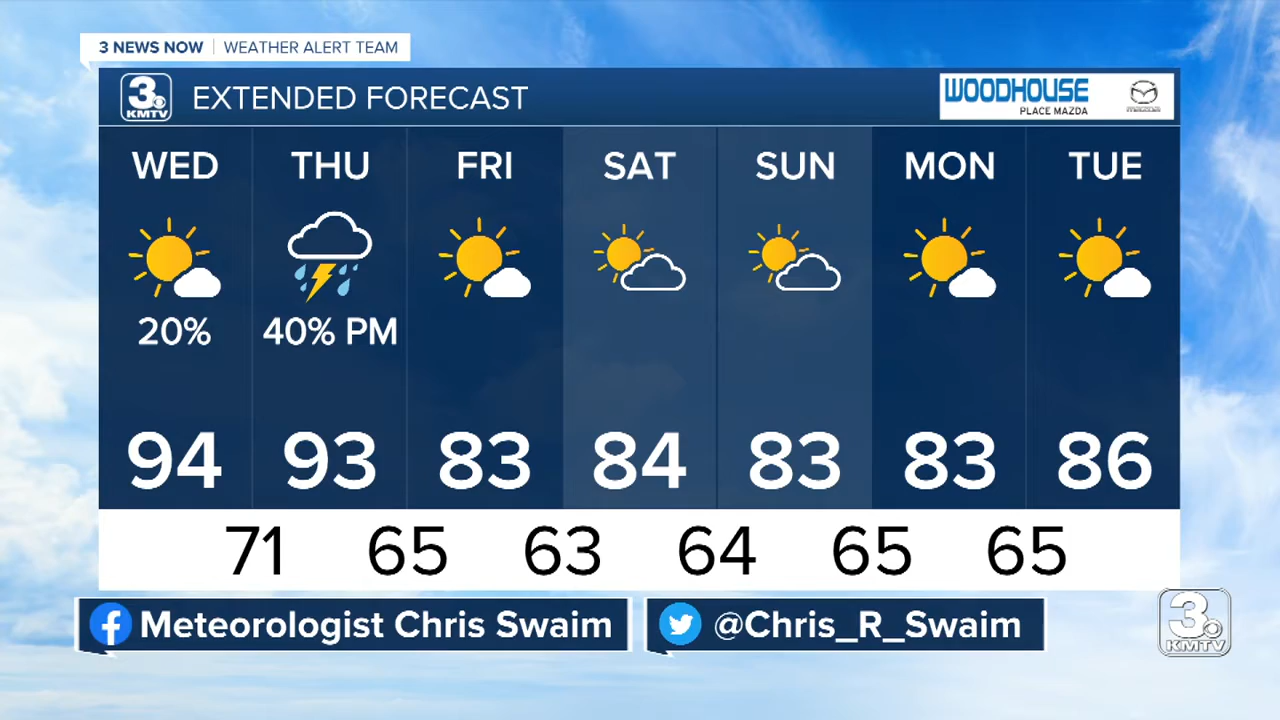 3 NEWS NOW | WEATHER ALERT TEAM
3 KMTV EXTENDED FORECAST
WOODHOUSE
PLACE MAZDA
mazda
WED THU FRI SAT SUN MON TUE
20% 40% PM
94 93 83 84 83 83 86
71 65 63 64 65 65
Meteorologist Chris Swaim @Chris_R_Swaim
3
KMTV